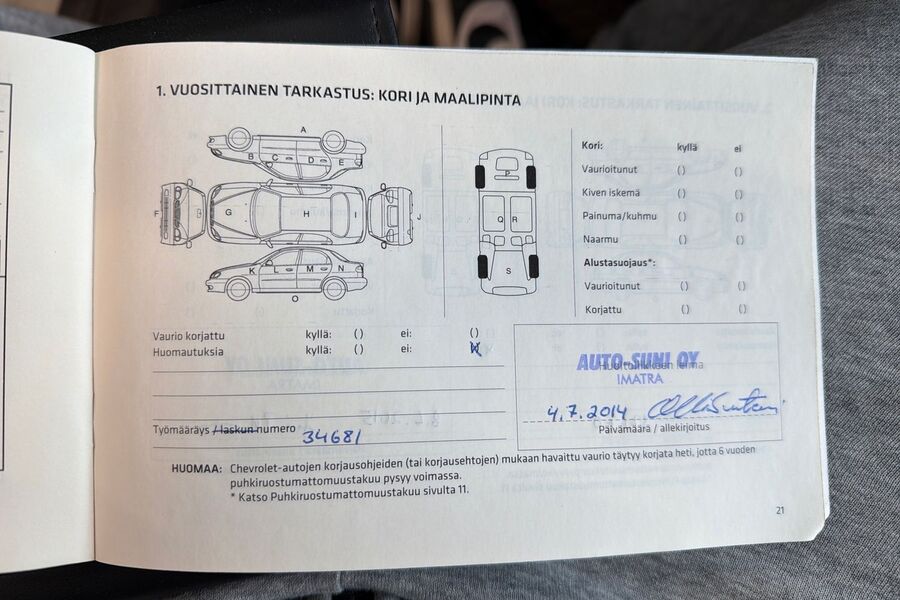 1. VUOSITTAINEN TARKASTUS: KORI JA MAALIPINTA
A
B C D E
F G H I J
K L M N
O
P
Q R
S
Kori: kyllä ei
Vaurioitunut ( ) ( )
Kiven iskemä ( ) ( )
Painuma/kuhmu ( ) ( )
Naarmu ( ) ( )
Alustasuojaus*:
Vaurioitunut ( ) ( )
Korjattu ( ) ( )
Vaurio korjattu kyllä: ( ) ei: ( )
Huomautuksia kyllä: ( ) ei: (X)
AUTO-SUNI OY
Huoltoliikkeen leima
IMATRA
4.7.2014
Päivämäärä / allekirjoitus
Työmääräys / laskun numero 34681
HUOMAA: Chevrolet-autojen korjausohjeiden (tai korjausehtojen) mukaan havaittu vaurio täytyy korjata heti, jotta 6 vuoden
puhkiruostumattomuustakuu pysyy voimassa.
* Katso Puhkiruostumattomuustakuu sivulta 11.
21